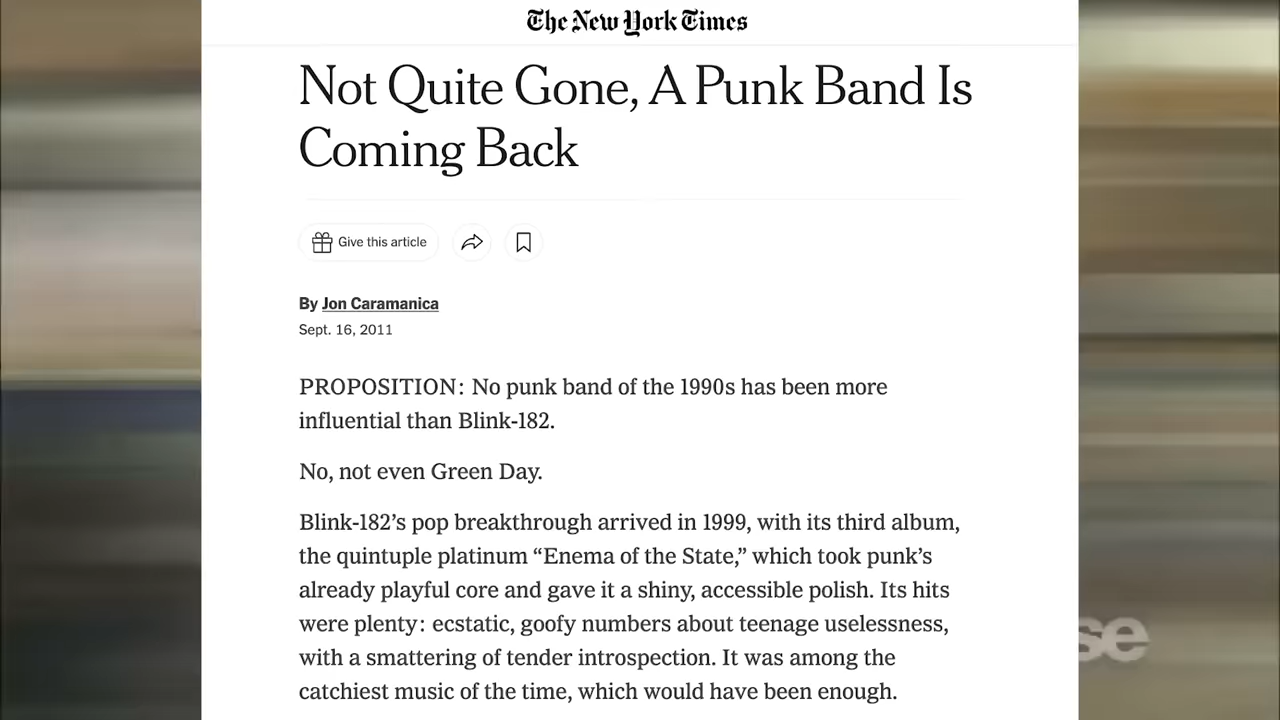 The New York Times
Not Quite Gone, A Punk Band Is
Coming Back
Give this article
By Jon Caramanica
Sept. 16, 2011
PROPOSITION: No punk band of the 1990s has been more
influential than Blink-182.
No, not even Green Day.
Blink-182’s pop breakthrough arrived in 1999, with its third album,
the quintuple platinum “Enema of the State,” which took punk’s
already playful core and gave it a shiny, accessible polish. Its hits
were plenty: ecstatic, goofy numbers about teenage uselessness,
with a smattering of tender introspection. It was among the
catchiest music of the time, which would have been enough.